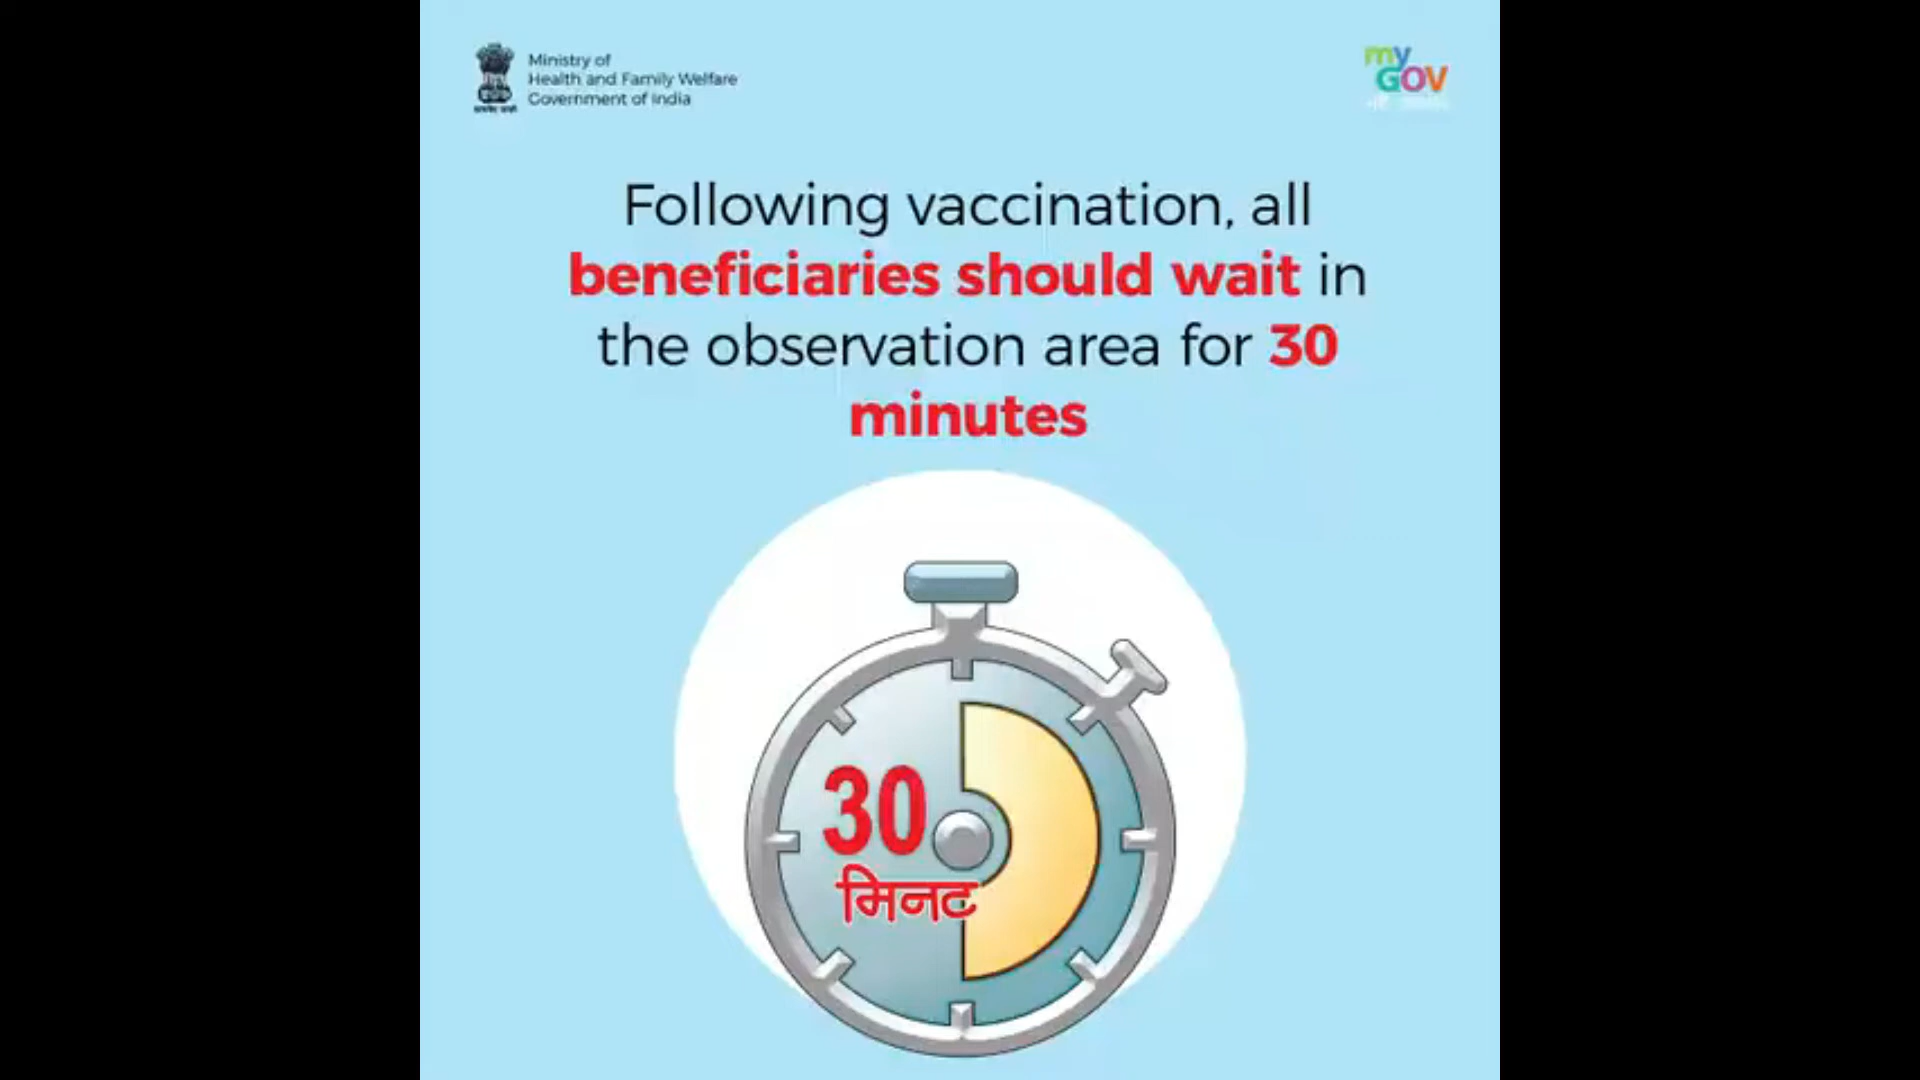 Ministry of
Health and Family Welfare
Government of India
my
GOV
Following vaccination, all
beneficiaries should wait in
the observation area for 30
minutes
30
मिनट